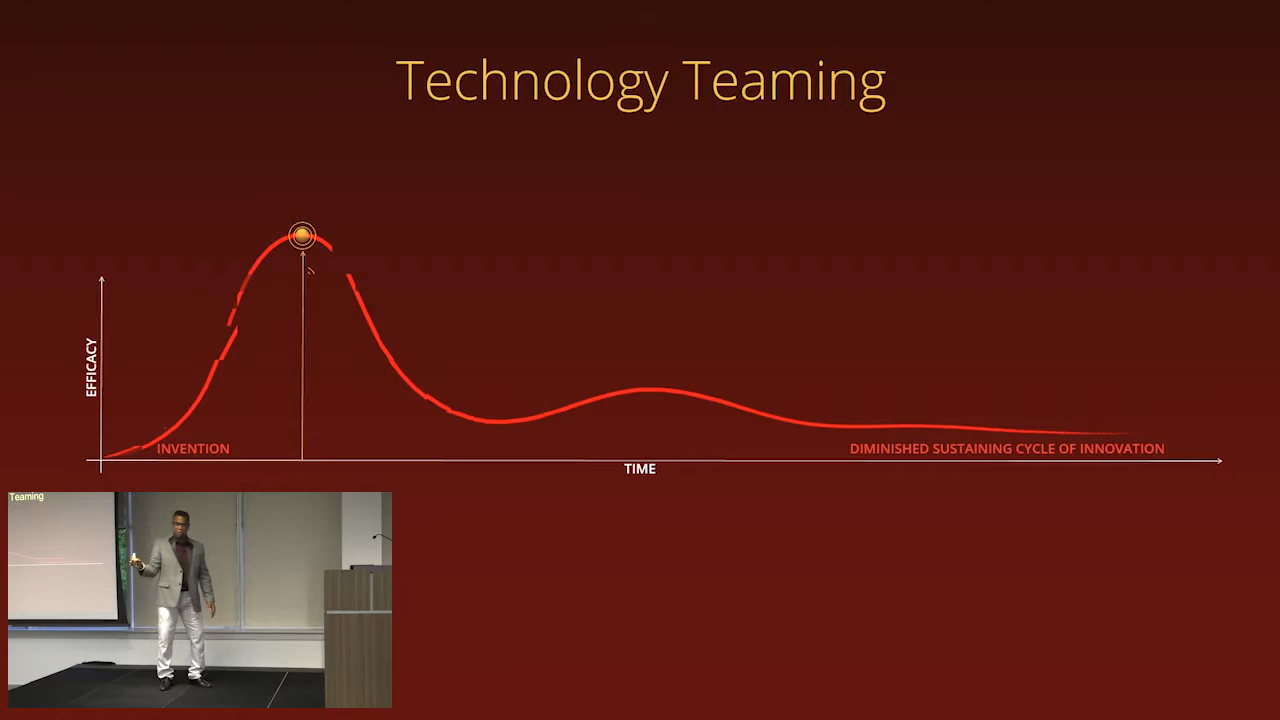 Technology Teaming
EFFICACY
INVENTION
DIMINISHED SUSTAINING CYCLE OF INNOVATION
TIME
Teaming